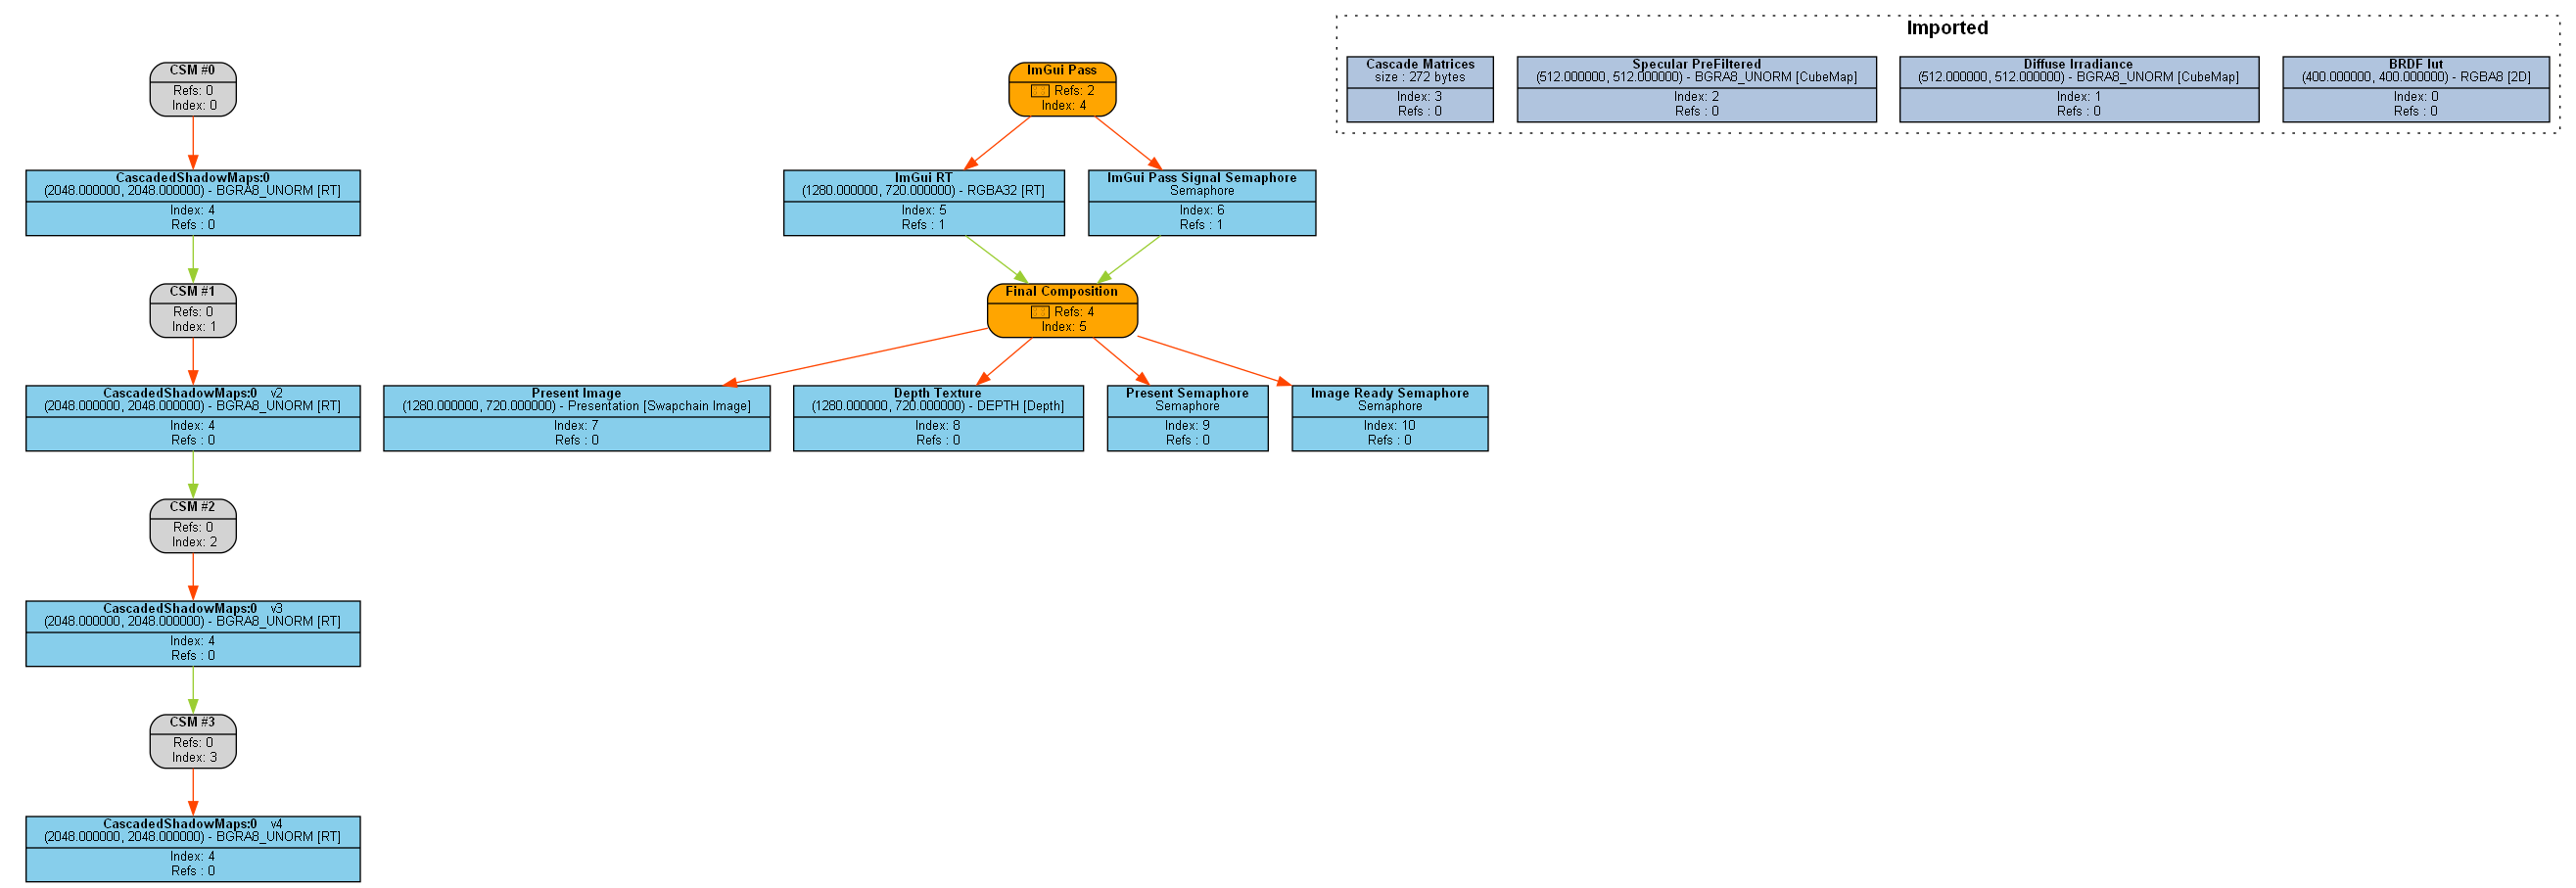 CSM #0
Refs: 0
Index: 0
CascadedShadowMaps:0
(2048.000000, 2048.000000) - BGRA8_UNORM [RT]
Index: 4
Refs : 0
CSM #1
Refs: 0
Index: 1
CascadedShadowMaps:0 v2
(2048.000000, 2048.000000) - BGRA8_UNORM [RT]
Index: 4
Refs : 0
CSM #2
Refs: 0
Index: 2
CascadedShadowMaps:0 v3
(2048.000000, 2048.000000) - BGRA8_UNORM [RT]
Index: 4
Refs : 0
CSM #3
Refs: 0
Index: 3
CascadedShadowMaps:0 v4
(2048.000000, 2048.000000) - BGRA8_UNORM [RT]
Index: 4
Refs : 0
ImGui Pass
Refs: 2
Index: 4
ImGui RT
(1280.000000, 720.000000) - RGBA32 [RT]
Index: 5
Refs : 1
ImGui Pass Signal Semaphore
Semaphore
Index: 6
Refs : 1
Final Composition
Refs: 4
Index: 5
Present Image
(1280.000000, 720.000000) - Presentation [Swapchain Image]
Index: 7
Refs : 0
Depth Texture
(1280.000000, 720.000000) - DEPTH [Depth]
Index: 8
Refs : 0
Present Semaphore
Semaphore
Index: 9
Refs : 0
Image Ready Semaphore
Semaphore
Index: 10
Refs : 0
Imported
Cascade Matrices
size : 272 bytes
Index: 3
Refs : 0
Specular PreFiltered
(512.000000, 512.000000) - BGRA8_UNORM [CubeMap]
Index: 2
Refs : 0
Diffuse Irradiance
(512.000000, 512.000000) - BGRA8_UNORM [CubeMap]
Index: 1
Refs : 0
BRDF lut
(400.000000, 400.000000) - RGBA8 [2D]
Index: 0
Refs : 0